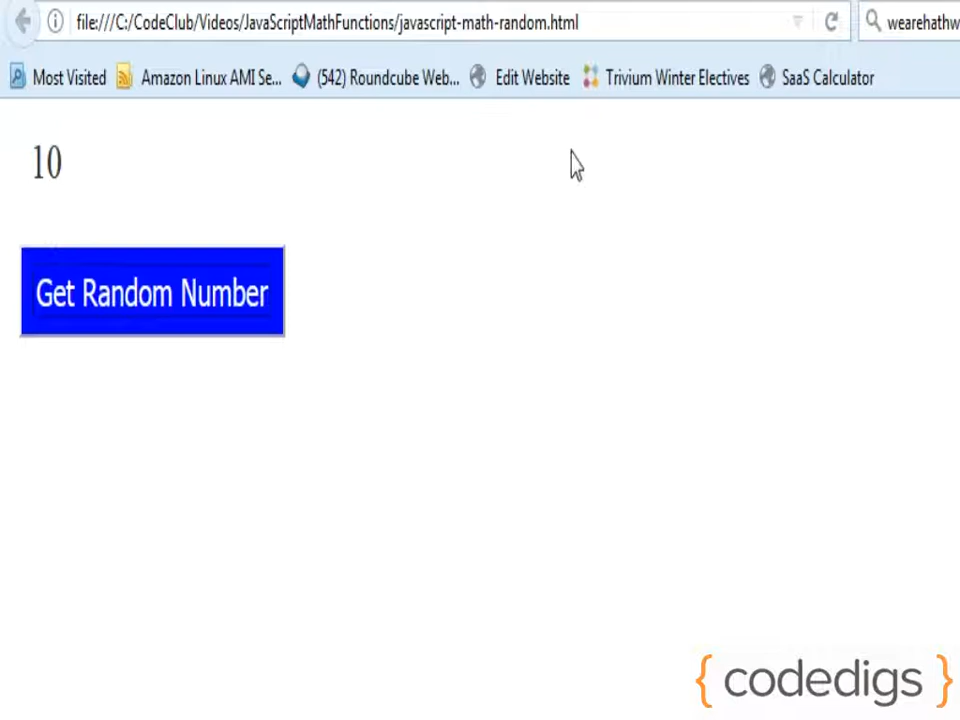 file:///C:/CodeClub/Videos/JavaScriptMathFunctions/javascript-math-random.html wearehathw
Most Visited Amazon Linux AMI Se... (542) Roundcube Web... Edit Website Trivium Winter Electives SaaS Calculator
10
Get Random Number
{ codedigs }